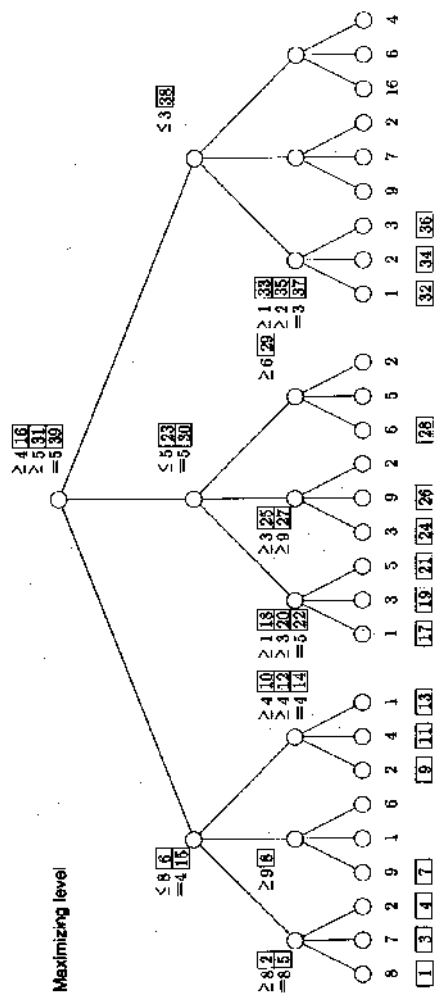 Maximizing level
≥ 4 16
≥ 5 31
= 5 39
≤ 8 6
= 4 15
≤ 5 23
= 5 30
≤ 3 38
≥ 8 2
= 8 5
≥ 9 8
≥ 4 10
≥ 4 12
= 4 14
≥ 1 18
≥ 3 20
= 5 22
≥ 3 25
≥ 9 27
≥ 6 29
≥ 1 33
≥ 2 35
= 3 37
8 7 2 9 1 6 2 4 1 1 3 5 3 9 2 6 5 2 1 2 3 9 7 2 16 6 4
1 3 4 7 9 11 13 17 19 21 24 26 28 32 34 36